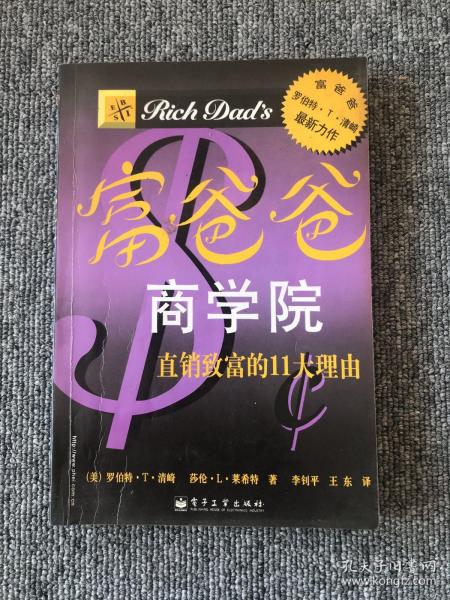 E B
S I
Rich Dad's
富爸爸
罗伯特·T·清崎
最新力作
富爸爸
商学院
直销致富的11大理由
http://www.phei.com.cn
(美) 罗伯特·T·清崎 莎伦·L·莱希特 著 李钊平 王东 译
电子工业出版社
PUBLISHING HOUSE OF ELECTRONICS INDUSTRY
孔夫子旧书网
www.kongfz.com